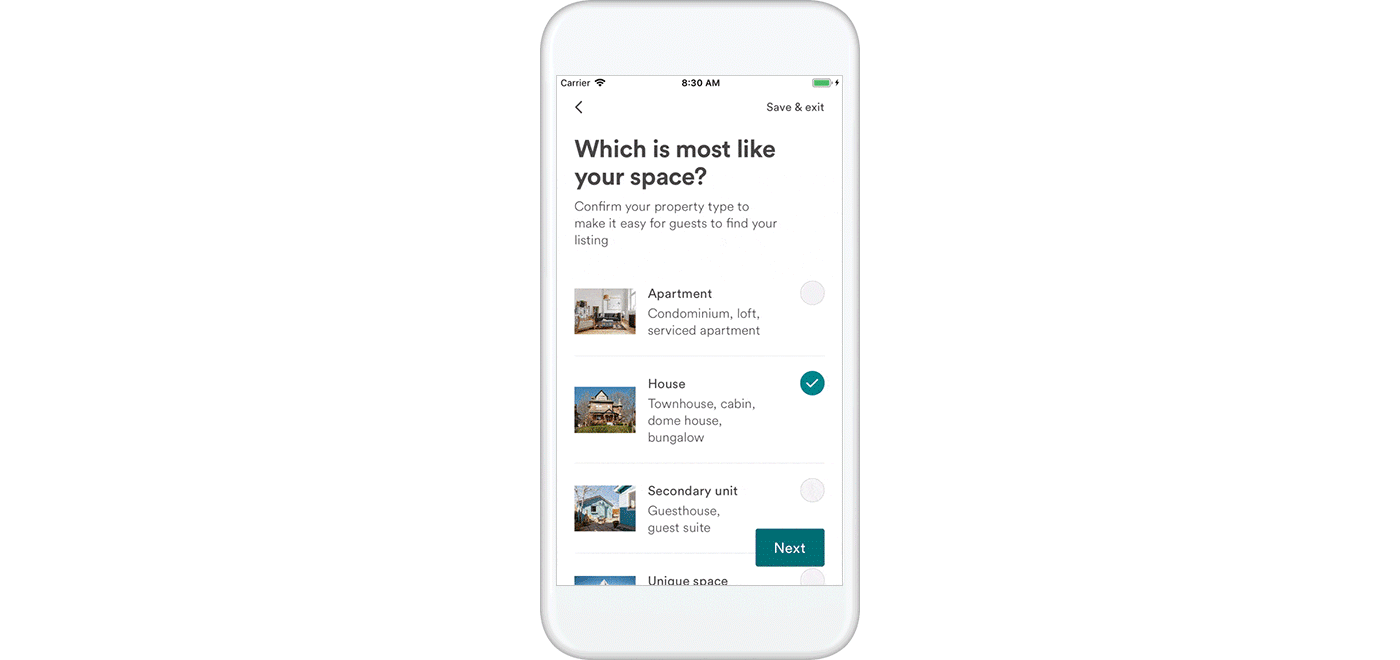 Carrier 8:30 AM
Save & exit
Which is most like
your space?
Confirm your property type to
make it easy for guests to find your
listing
Apartment
Condominium, loft,
serviced apartment
House
Townhouse, cabin,
dome house,
bungalow
Secondary unit
Guesthouse,
guest suite
Next
Unique space